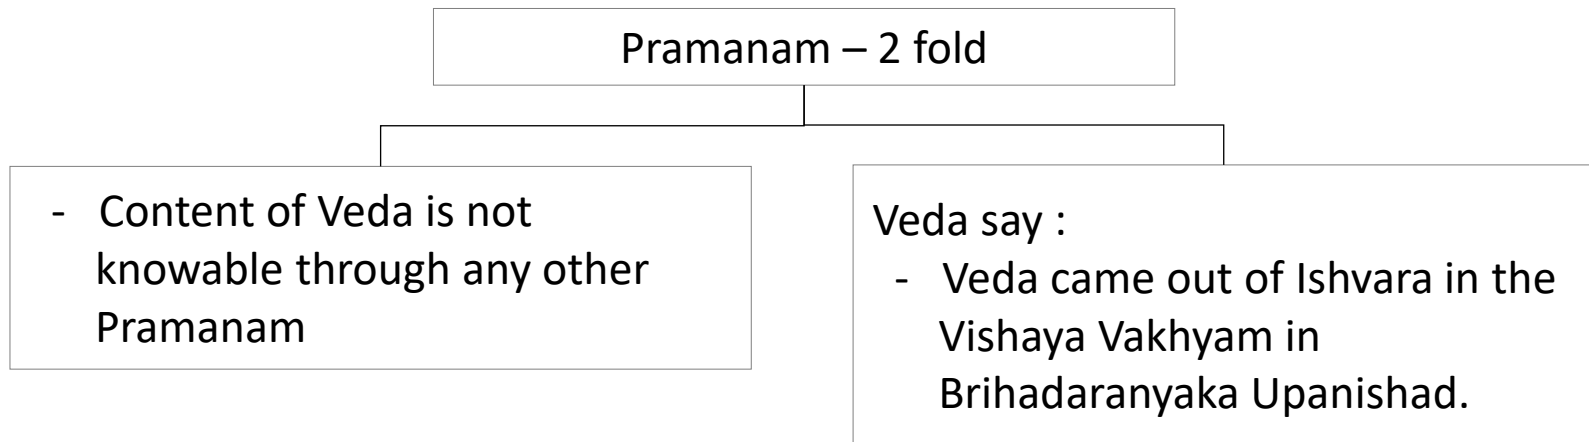 Pramanam – 2 fold
- Content of Veda is not
knowable through any other
Pramanam
Veda say :
- Veda came out of Ishvara in the
Vishaya Vakhyam in
Brihadaranyaka Upanishad.